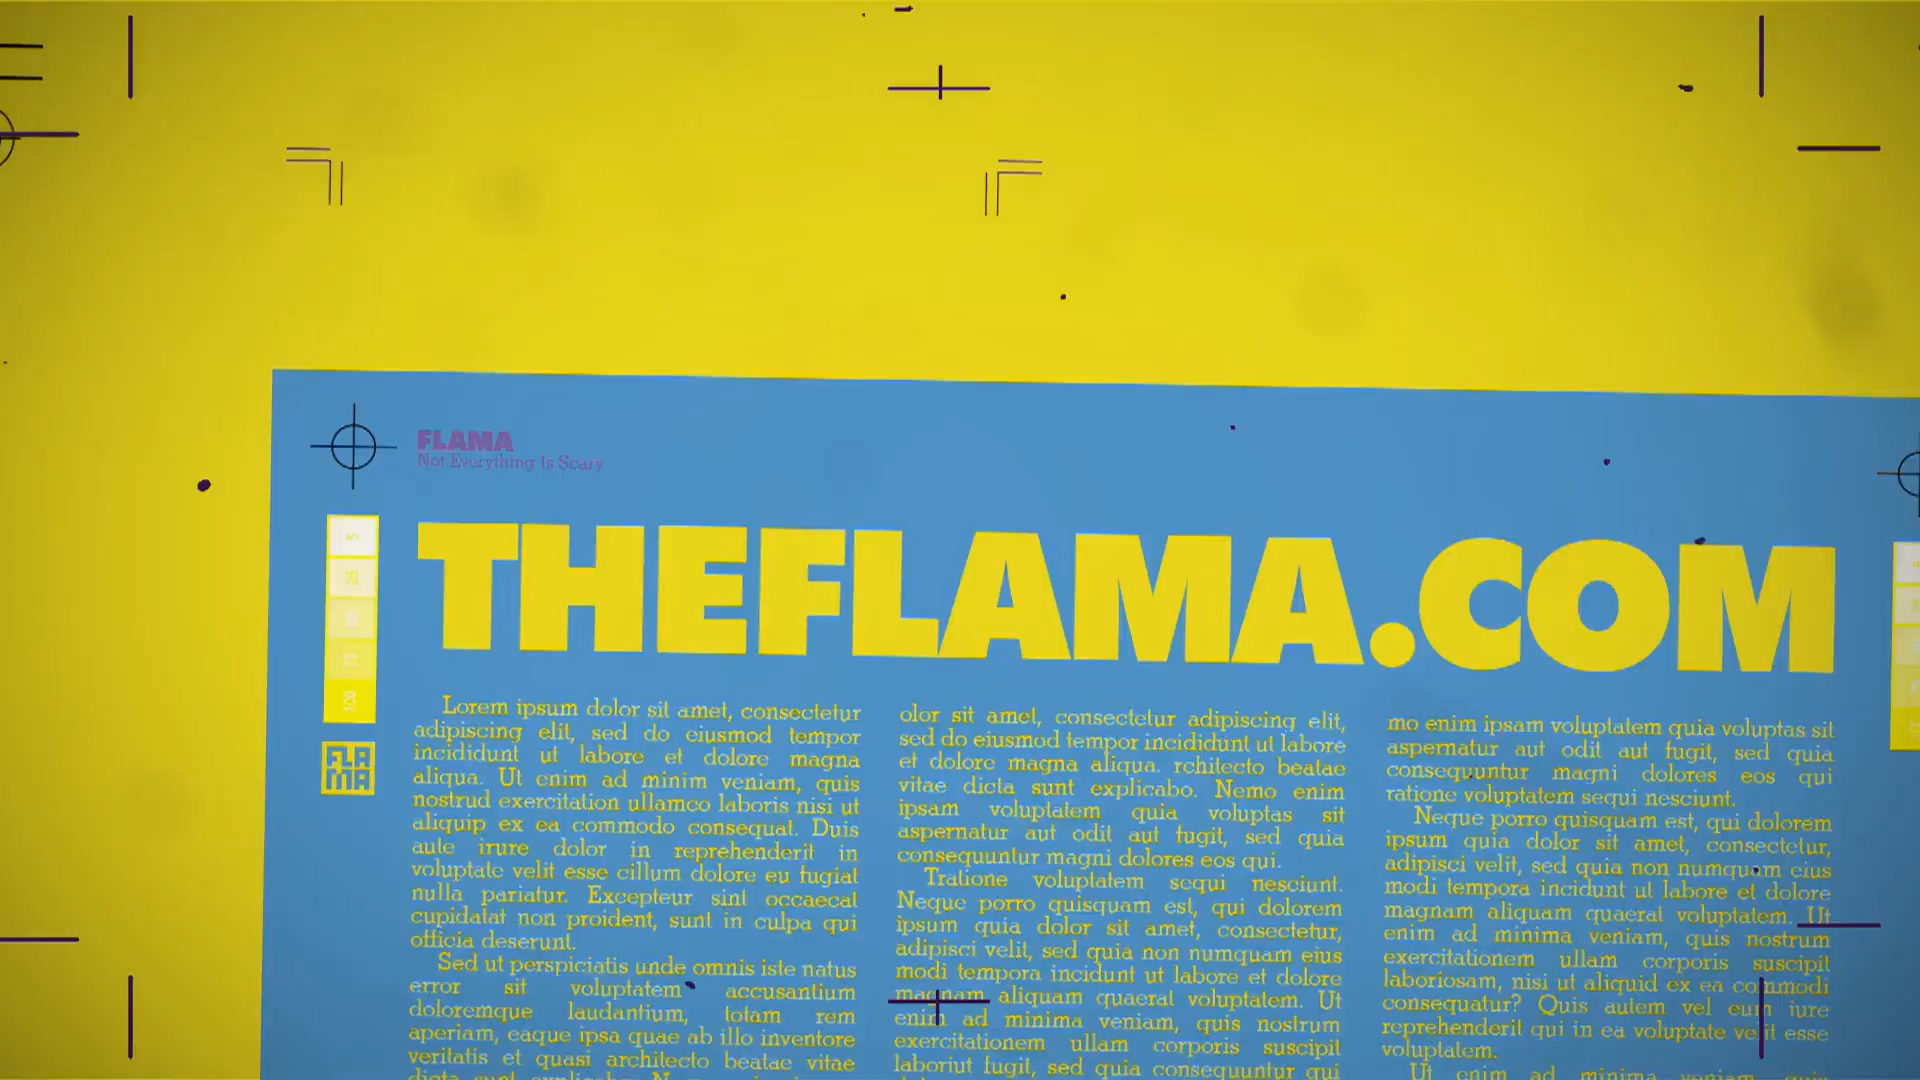 FLAMA
Not Everything Is Scary
THEFLAMA.COM
FLA
MA
100
Lorem ipsum dolor sit amet, consectetur
adipiscing elit, sed do eiusmod tempor
incididunt ut labore et dolore magna
aliqua. Ut enim ad minim veniam, quis
nostrud exercitation ullamco laboris nisi ut
aliquip ex ea commodo consequat. Duis
aute irure dolor in reprehenderit in
voluptate velit esse cillum dolore eu fugiat
nulla pariatur. Excepteur sint occaecat
cupidatat non proident, sunt in culpa qui
officia deserunt.
Sed ut perspiciatis unde omnis iste natus
error sit voluptatem accusantium
doloremque laudantium, totam rem
aperiam, eaque ipsa quae ab illo inventore
veritatis et quasi architecto beatae vitae
olor sit amet, consectetur adipiscing elit,
sed do eiusmod tempor incididunt ut labore
et dolore magna aliqua. rchitecto beatae
vitae dicta sunt explicabo. Nemo enim
ipsam voluptatem quia voluptas sit
aspernatur aut odit aut fugit, sed quia
consequuntur magni dolores eos qui.
Tratione voluptatem sequi nesciunt.
Neque porro quisquam est, qui dolorem
ipsum quia dolor sit amet, consectetur,
adipisci velit, sed quia non numquam eius
modi tempora incidunt ut labore et dolore
magnam aliquam quaerat voluptatem. Ut
enim ad minima veniam, quis nostrum
exercitationem ullam corporis suscipit
laboriut fugit, sed quia consequuntur qui
mo enim ipsam voluptatem quia voluptas sit
aspernatur aut odit aut fugit, sed quia
consequuntur magni dolores eos qui
ratione voluptatem sequi nesciunt.
Neque porro quisquam est, qui dolorem
ipsum quia dolor sit amet, consectetur,
adipisci velit, sed quia non numquam eius
modi tempora incidunt ut labore et dolore
magnam aliquam quaerat voluptatem. Ut
enim ad minima veniam, quis nostrum
exercitationem ullam corporis suscipit
laboriosam, nisi ut aliquid ex ea commodi
consequatur? Quis autem vel eum iure
reprehenderit qui in ea voluptate velit esse
voluptatem.
Ut enim ad minima veniam, quis